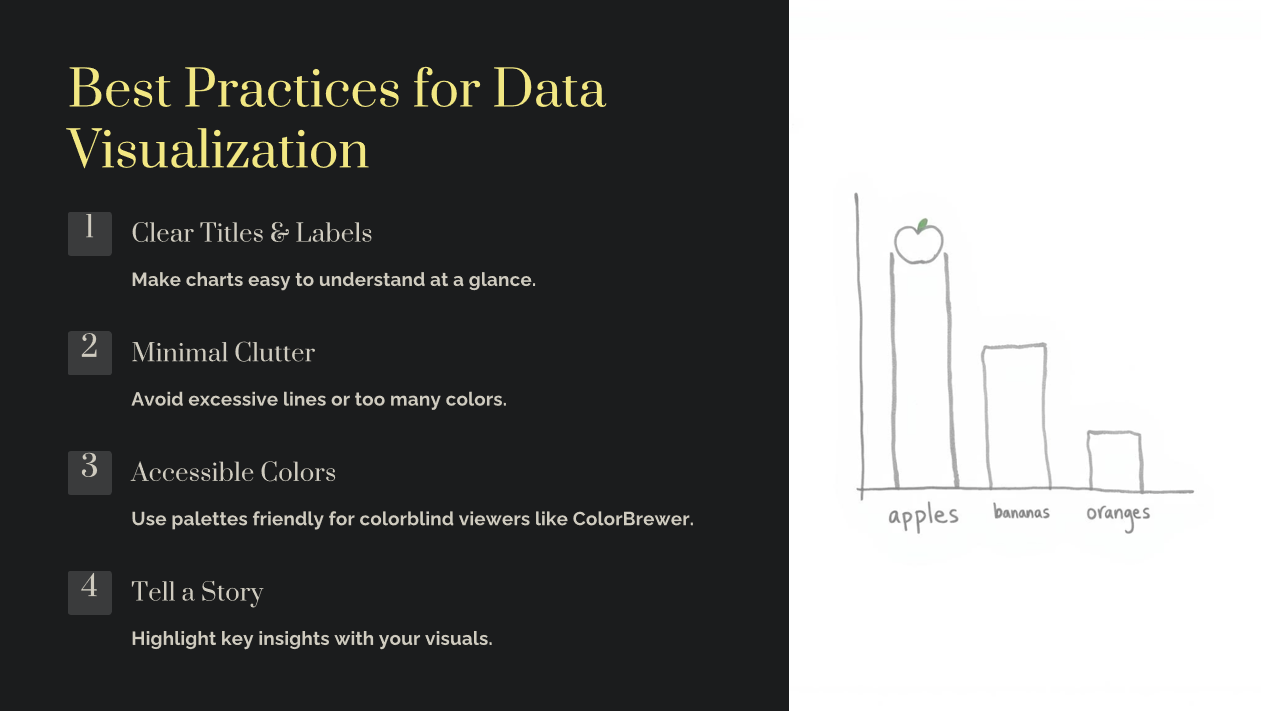 Best Practices for Data
Visualization
1
Clear Titles & Labels
Make charts easy to understand at a glance.
2
Minimal Clutter
Avoid excessive lines or too many colors.
3
Accessible Colors
Use palettes friendly for colorblind viewers like ColorBrewer.
4
Tell a Story
Highlight key insights with your visuals.
apples bananas oranges